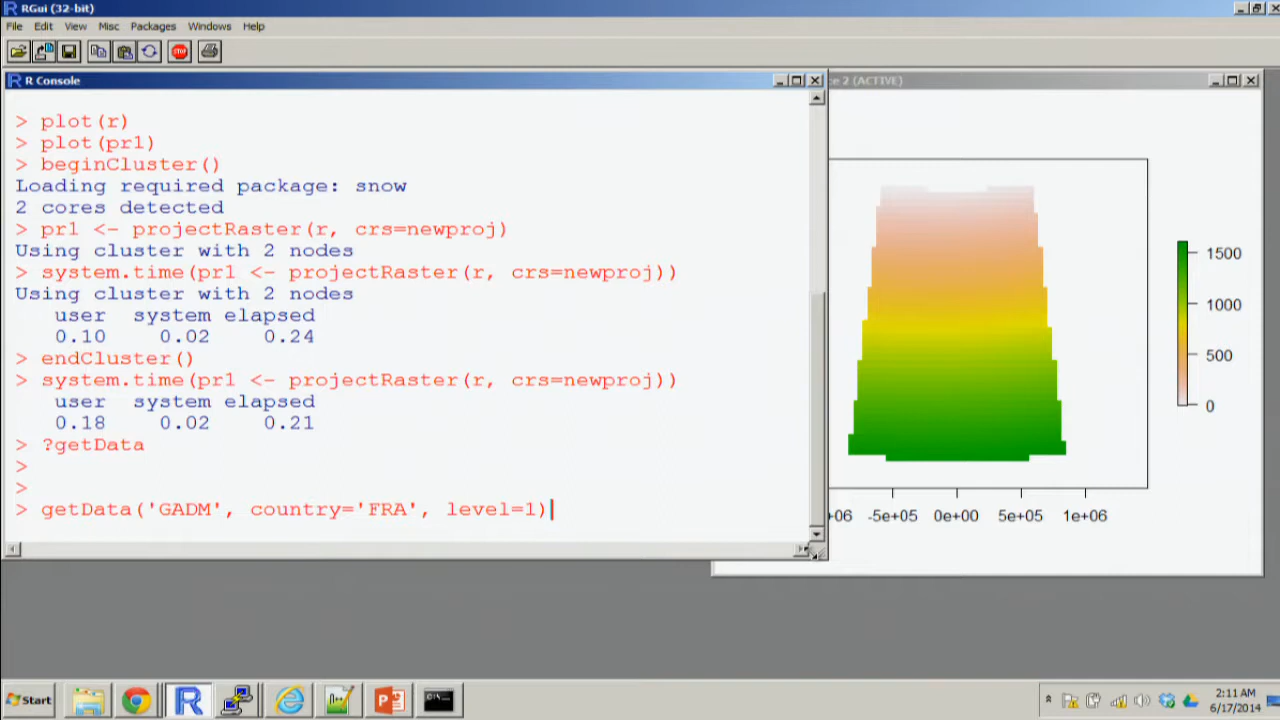 RGui (32-bit)
File Edit View Misc Packages Windows Help
STOP
R Console
> plot(r)
> plot(pr1)
> beginCluster()
Loading required package: snow
2 cores detected
> pr1 <- projectRaster(r, crs=newproj)
Using cluster with 2 nodes
> system.time(pr1 <- projectRaster(r, crs=newproj))
Using cluster with 2 nodes
user system elapsed
0.10 0.02 0.24
> endCluster()
> system.time(pr1 <- projectRaster(r, crs=newproj))
user system elapsed
0.18 0.02 0.21
> ?getData
>
>
> getData('GADM', country='FRA', level=1)
2 (ACTIVE)
1500
1000
500
0
+06 -5e+05 0e+00 5e+05 1e+06
Start
2:11 AM
6/17/2014